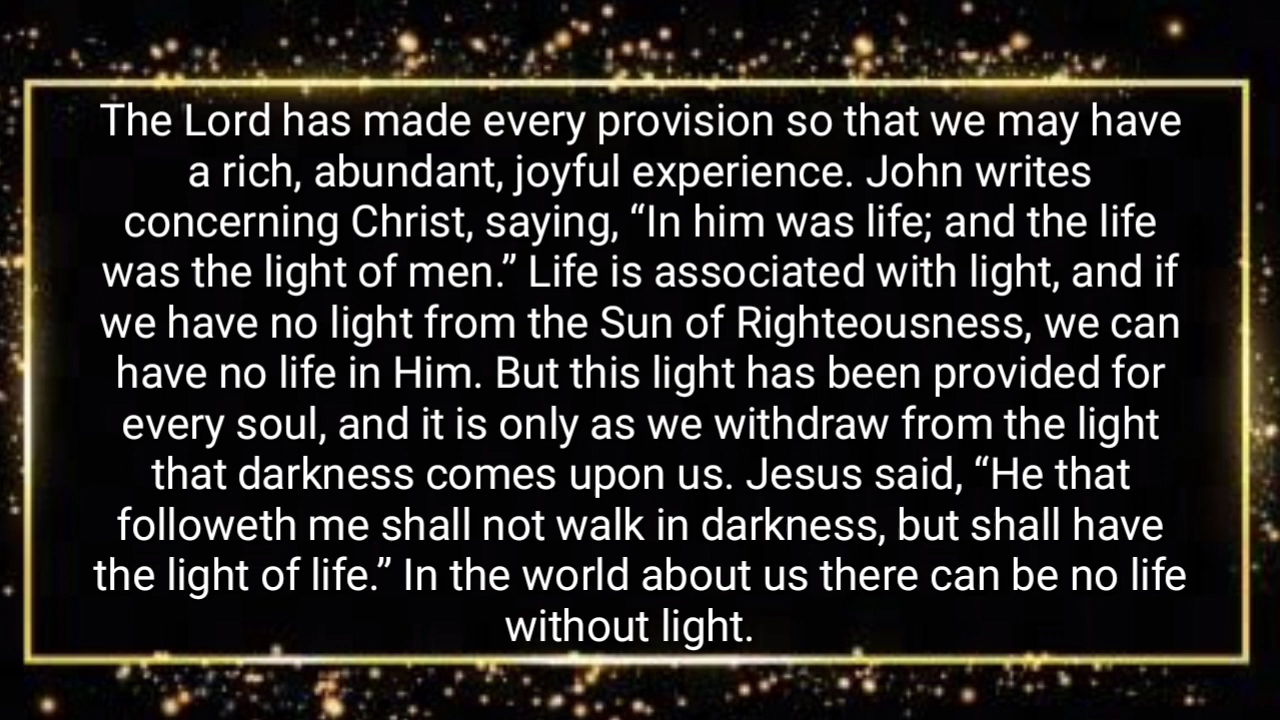 The Lord has made every provision so that we may have
a rich, abundant, joyful experience. John writes
concerning Christ, saying, “In him was life; and the life
was the light of men.” Life is associated with light, and if
we have no light from the Sun of Righteousness, we can
have no life in Him. But this light has been provided for
every soul, and it is only as we withdraw from the light
that darkness comes upon us. Jesus said, “He that
followeth me shall not walk in darkness, but shall have
the light of life.” In the world about us there can be no life
without light.